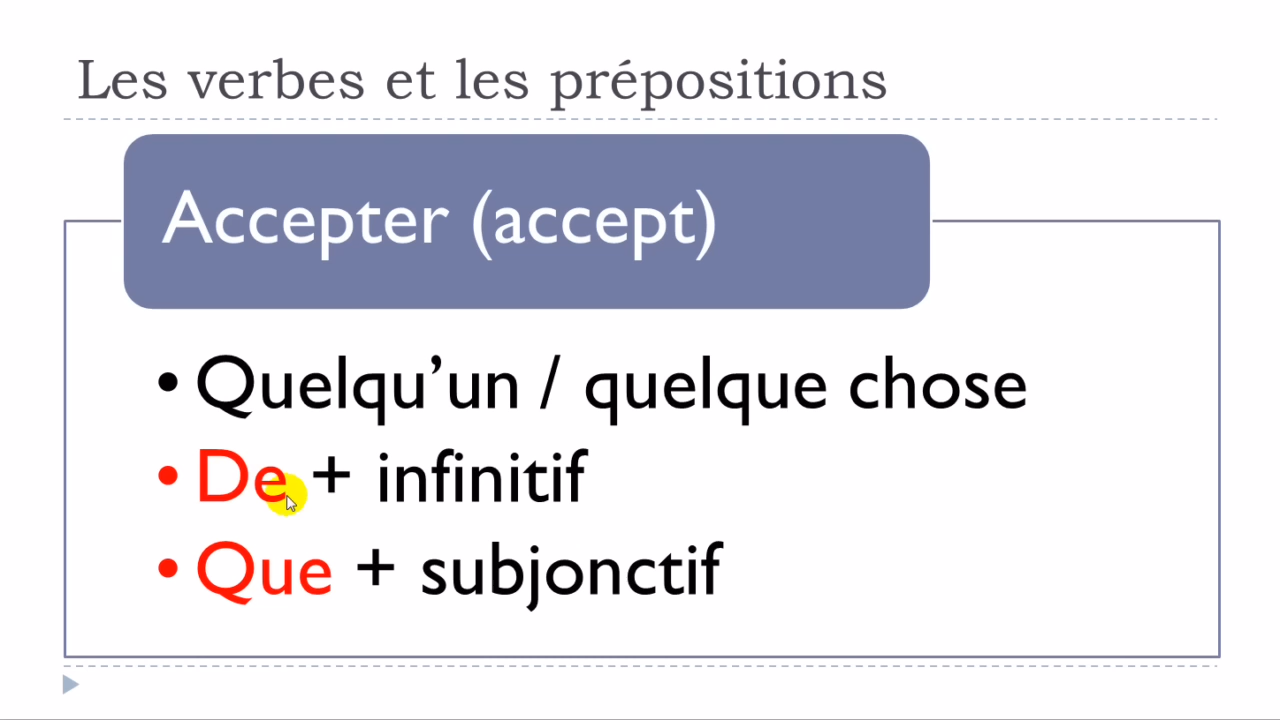 Les verbes et les prépositions
Accepter (accept)
• Quelqu’un / quelque chose
• De + infinitif
• Que + subjonctif